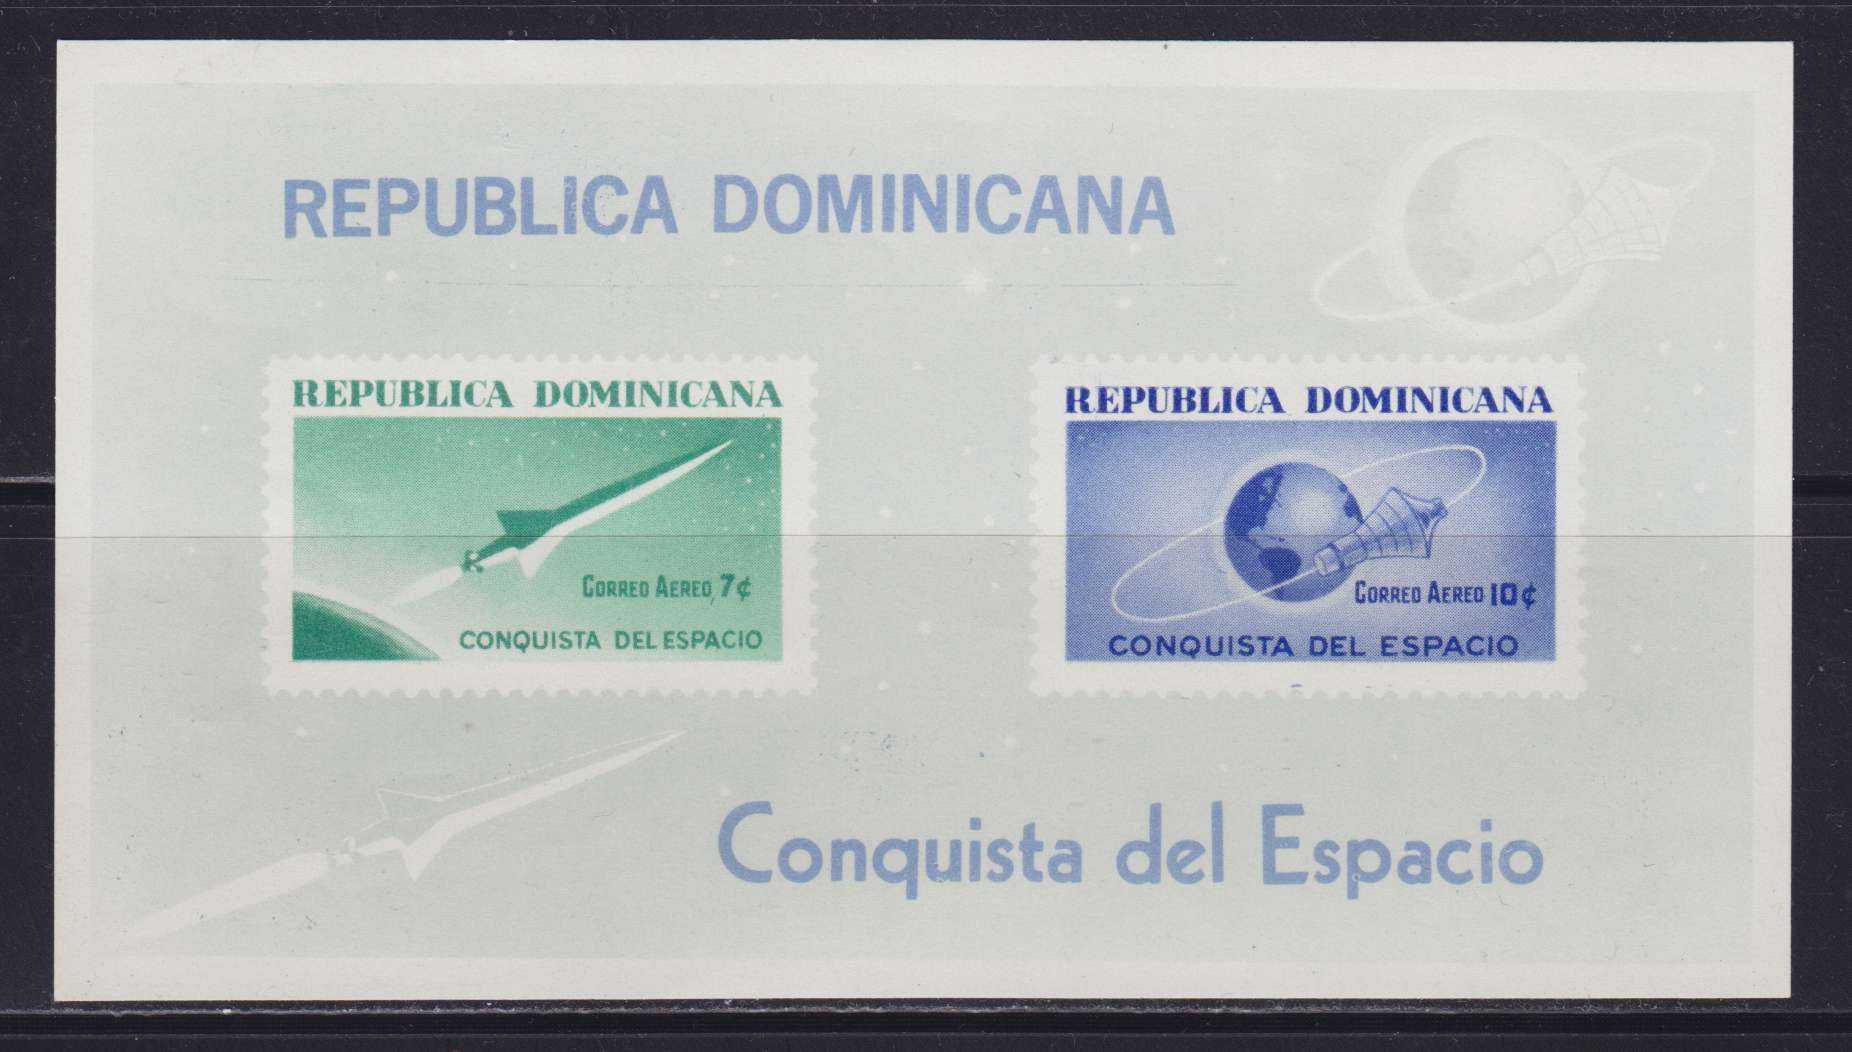 REPUBLICA DOMINICANA
REPUBLICA DOMINICANA
CORREO AEREO 7¢
CONQUISTA DEL ESPACIO
REPUBLICA DOMINICANA
CORREO AEREO 10¢
CONQUISTA DEL ESPACIO
Conquista del Espacio